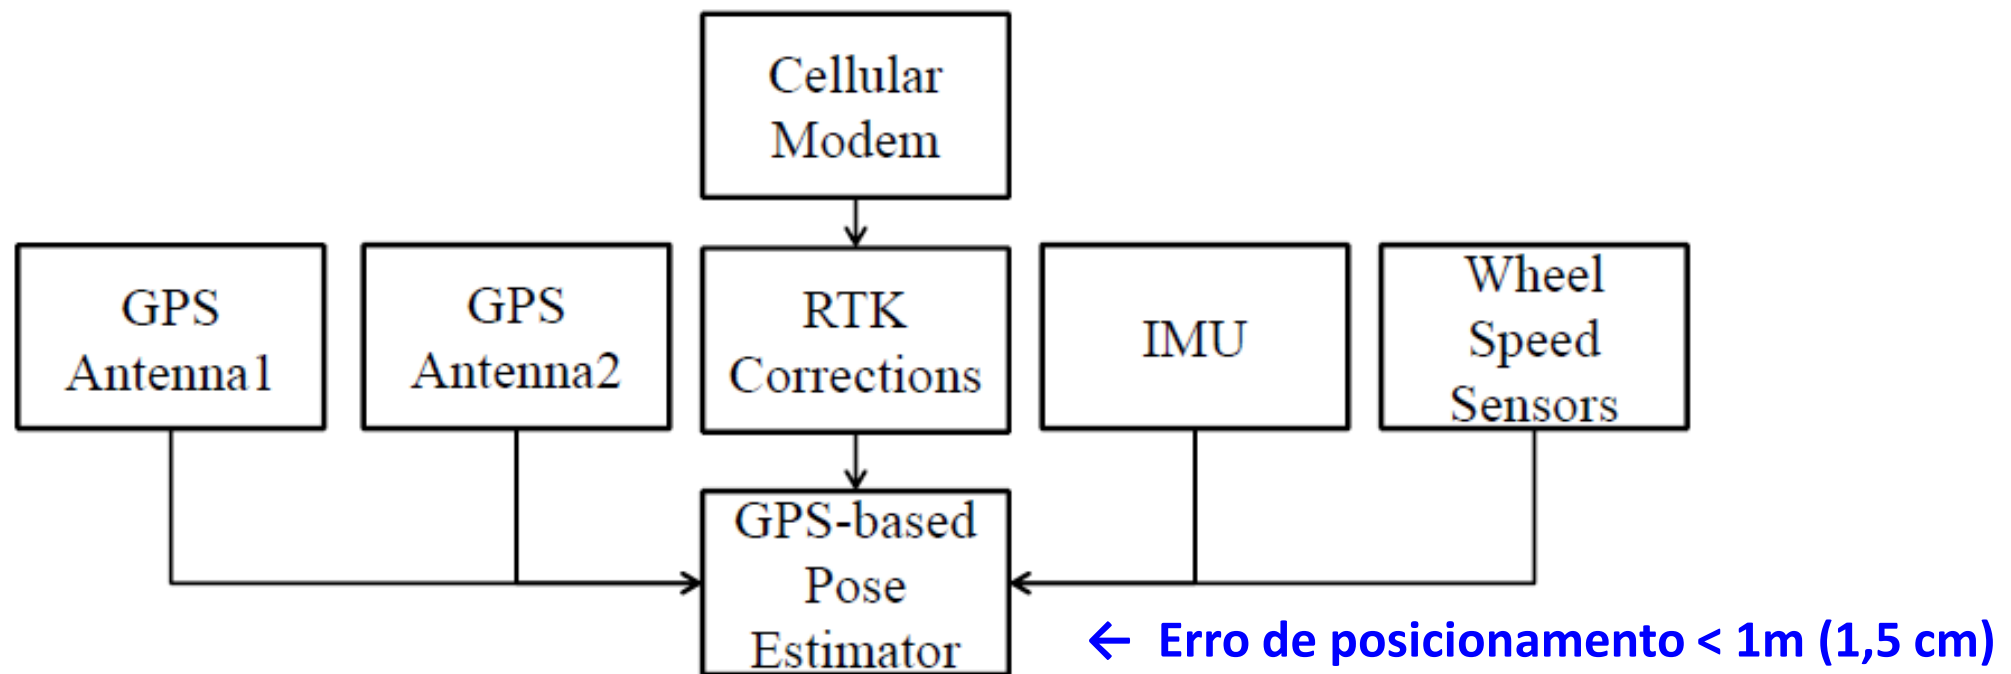 Cellular
Modem
GPS
Antenna1
GPS
Antenna2
RTK
Corrections
IMU
Wheel
Speed
Sensors
GPS-based
Pose
Estimator
← Erro de posicionamento < 1m (1,5 cm)